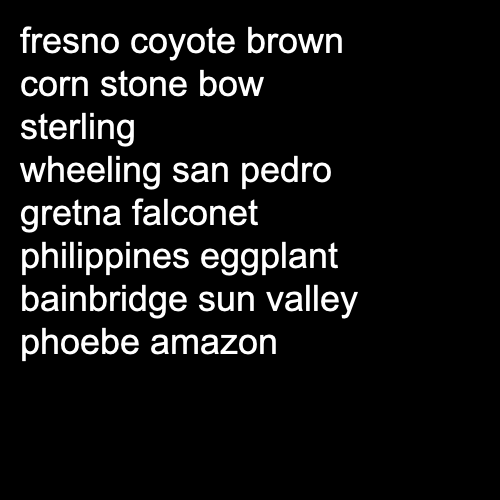 fresno coyote brown
corn stone bow
sterling
wheeling san pedro
gretna falconet
philippines eggplant
bainbridge sun valley
phoebe amazon